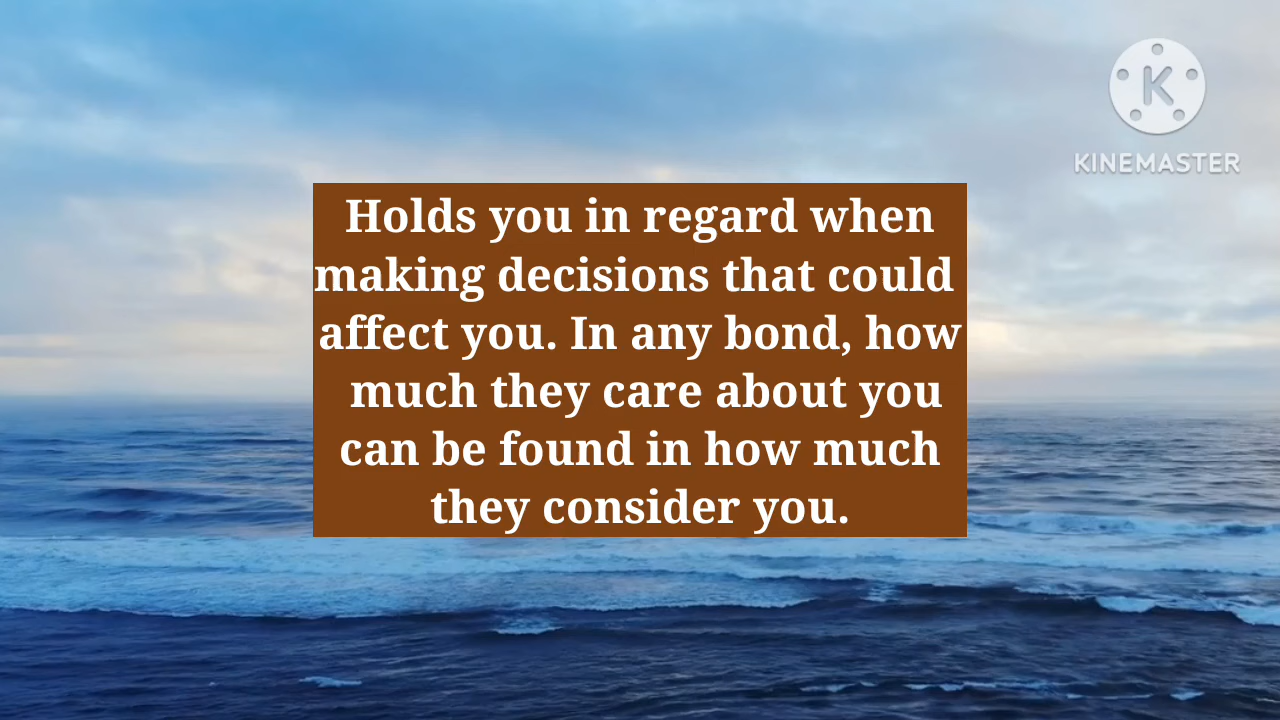 KINEMASTER
Holds you in regard when
making decisions that could
affect you. In any bond, how
much they care about you
can be found in how much
they consider you.